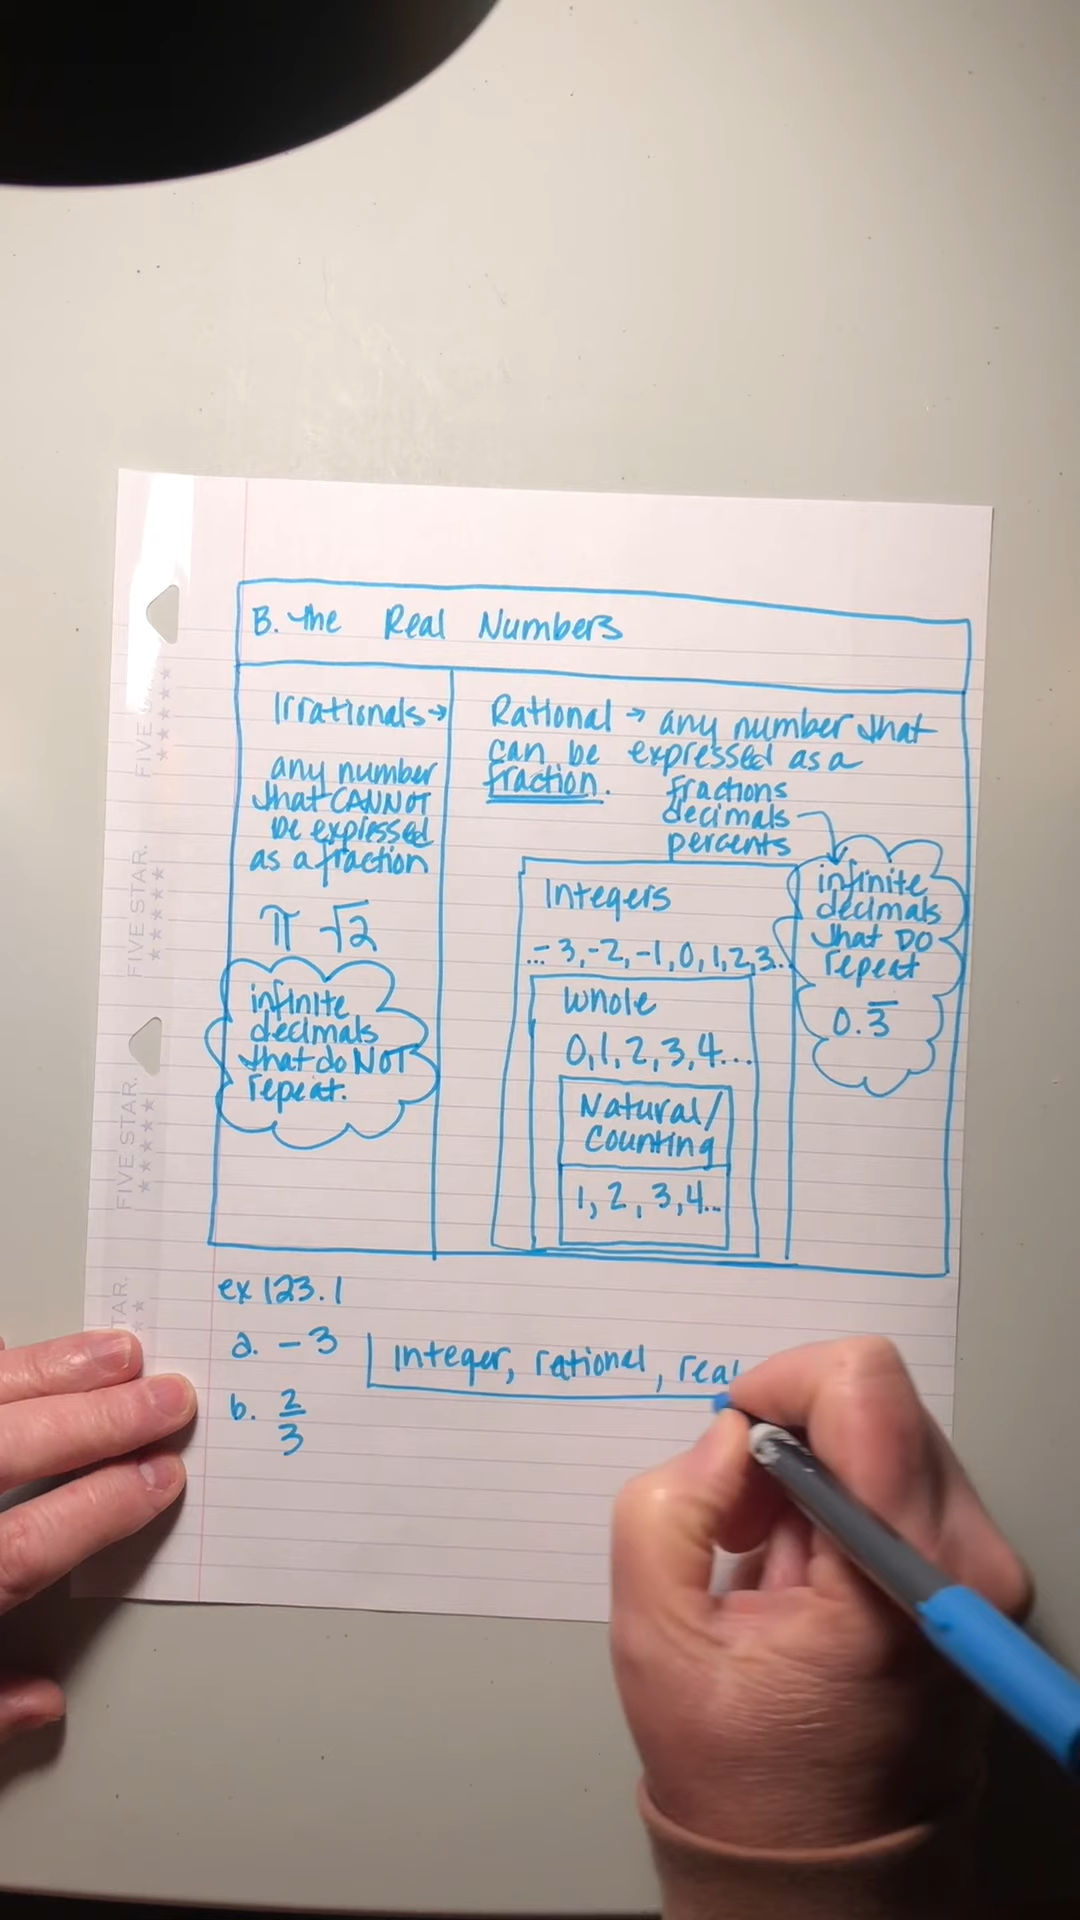 B. the Real Numbers
Irrationals →
any number
that CANNOT
be expressed
as a fraction
π √2
infinite
decimals
that do NOT
repeat.
Rational → any number that
can be expressed as a
fraction.
fractions
decimals
percents
infinite
decimals
that DO
repeat
0.3̅
Integers
... -3, -2, -1, 0, 1, 2, 3...
Whole
0, 1, 2, 3, 4...
Natural/
Counting
1, 2, 3, 4...
ex 123.1
a. -3 integer, rational, real
b. 2/3
FIVE STAR.
FIVE STAR.
FIVE STAR.
STAR.